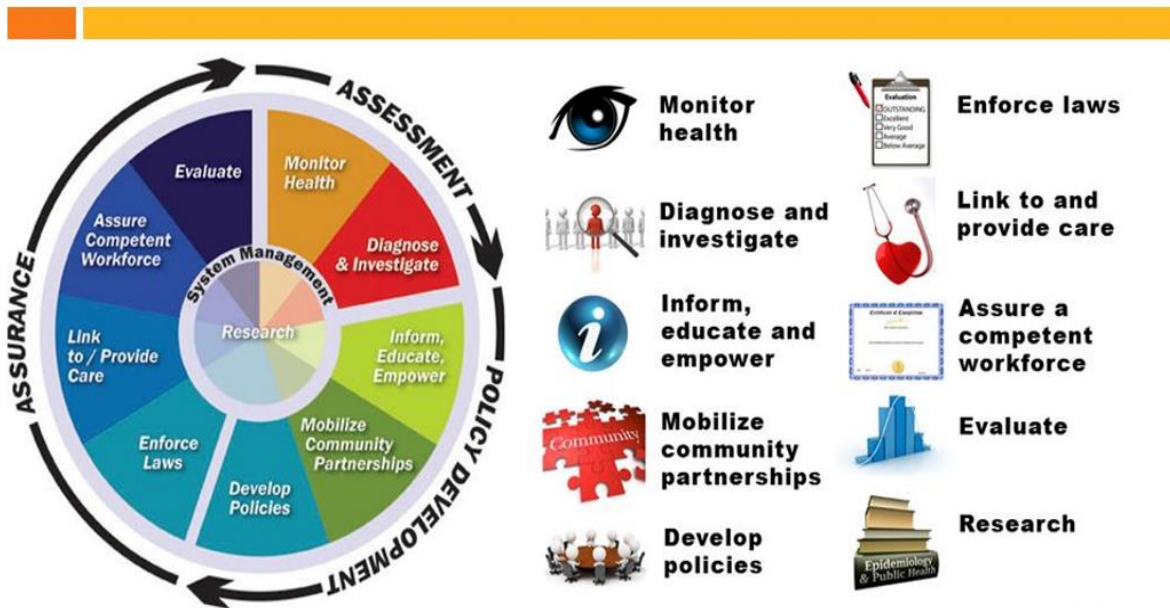 ASSESSMENT
POLICY DEVELOPMENT
ASSURANCE
Evaluate
Monitor
Health
Assure
Competent
Workforce
Diagnose
& Investigate
System Management
Research
Link
to / Provide
Care
Inform,
Educate,
Empower
Enforce
Laws
Mobilize
Community
Partnerships
Develop
Policies
Monitor
health
Diagnose and
investigate
Inform,
educate and
empower
i
Community
Mobilize
community
partnerships
Develop
policies
Evaluation
OUTSTANDING
Excellent
Very Good
Average
Below Average
Enforce laws
Link to and
provide care
Certificate of Completion
Assure a
competent
workforce
Evaluate
Research
Epidemiology
& Public Health